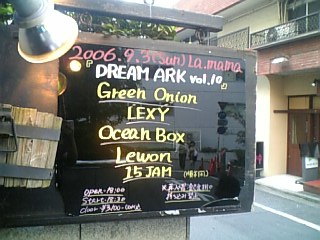 2006.9.3(sun) La.mama
『DREAM ARK vol.10』
Green Onion
LEXY
Ocean Box
Lewon
15 JAM
open-18:00
start-18:30